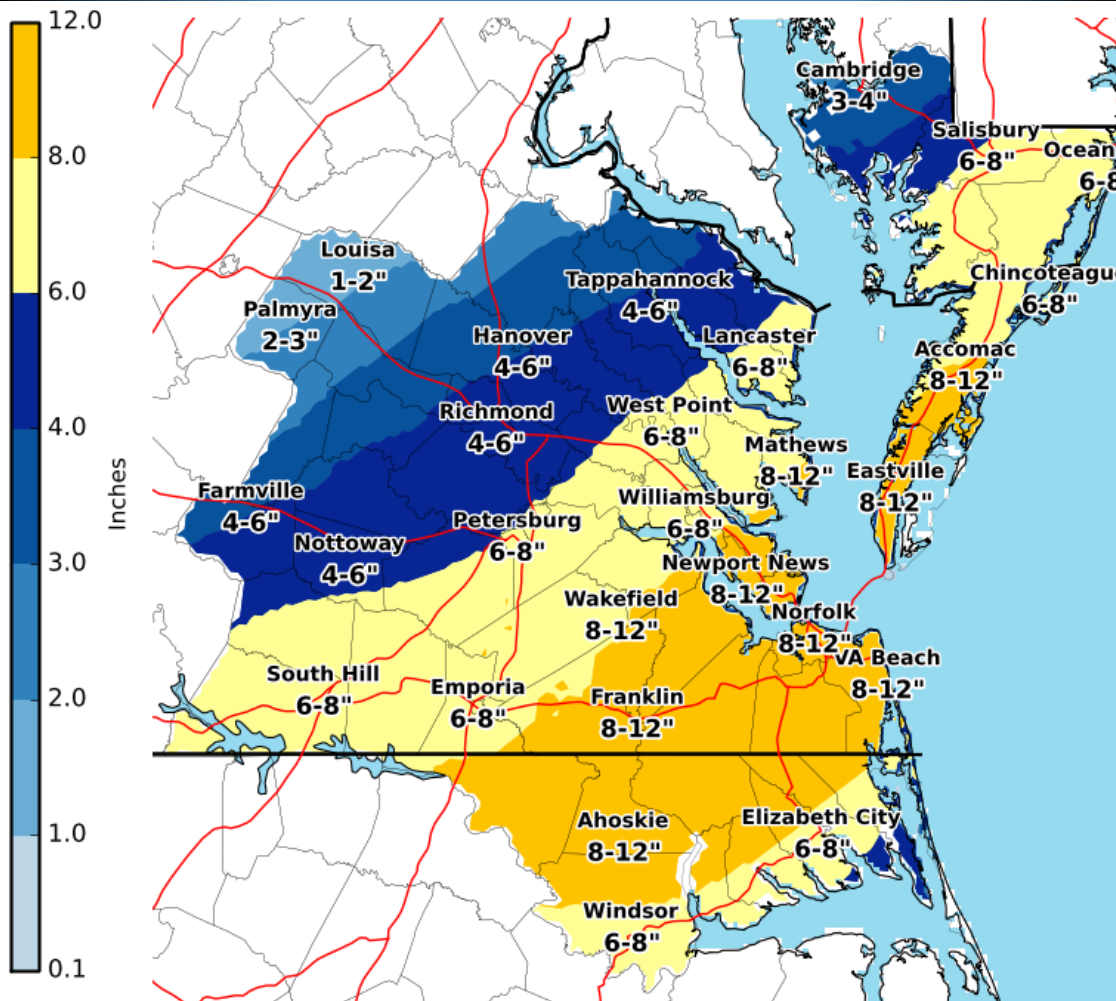 12.0
8.0
6.0
4.0
3.0
2.0
1.0
0.1
Inches
Cambridge
3-4"
Salisbury
6-8"
Ocean
6-8
Louisa
1-2"
Tappahannock
4-6"
Chincoteague
6-8"
Palmyra
2-3"
Hanover
4-6"
Lancaster
6-8"
Accomac
8-12"
Richmond
4-6"
West Point
6-8"
Mathews
8-12"
Eastville
8-12"
Farmville
4-6"
Williamsburg
6-8"
Petersburg
6-8"
Nottoway
4-6"
Newport News
8-12"
Wakefield
8-12"
Norfolk
8-12"
VA Beach
8-12"
South Hill
6-8"
Emporia
6-8"
Franklin
8-12"
Ahoskie
8-12"
Elizabeth City
6-8"
Windsor
6-8"